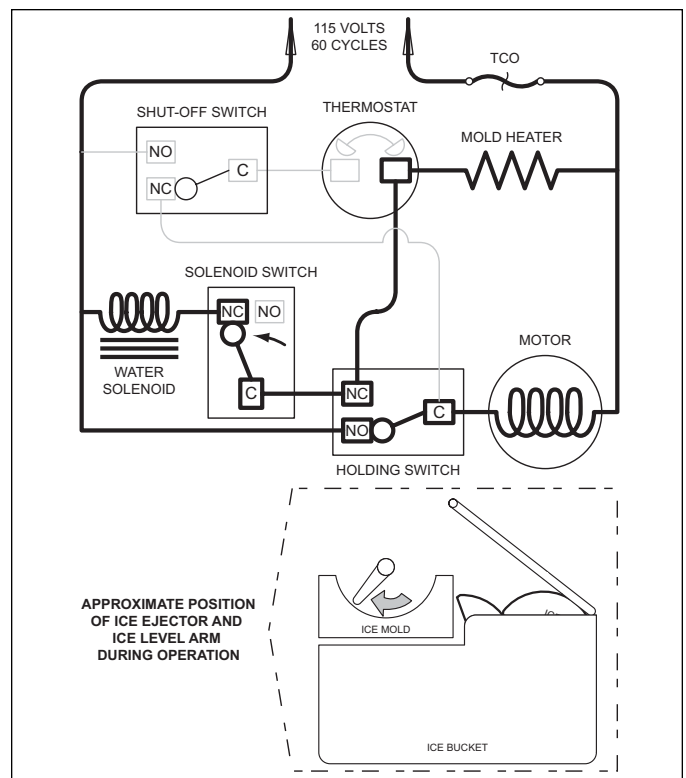 115 VOLTS
60 CYCLES
TCO
SHUT-OFF SWITCH
THERMOSTAT
MOLD HEATER
NO
C
NC
SOLENOID SWITCH
NC
NO
MOTOR
WATER
SOLENOID
C
NC
C
NO
HOLDING SWITCH
APPROXIMATE POSITION
OF ICE EJECTOR AND
ICE LEVEL ARM
DURING OPERATION
ICE MOLD
ICE BUCKET